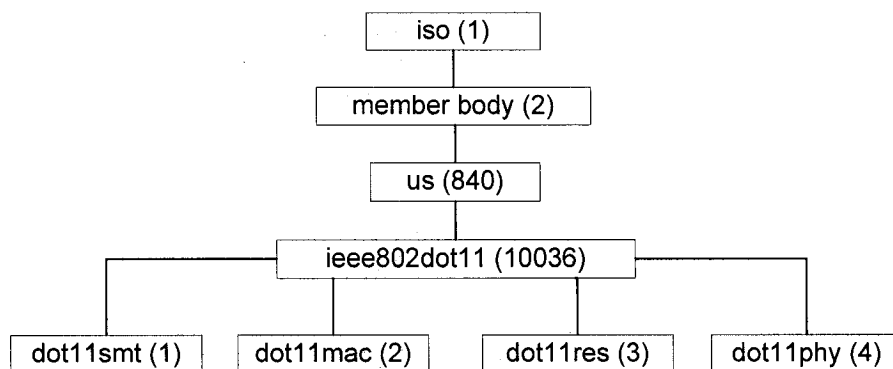 iso (1)
member body (2)
us (840)
ieee802dot11 (10036)
dot11smt (1)
dot11mac (2)
dot11res (3)
dot11phy (4)